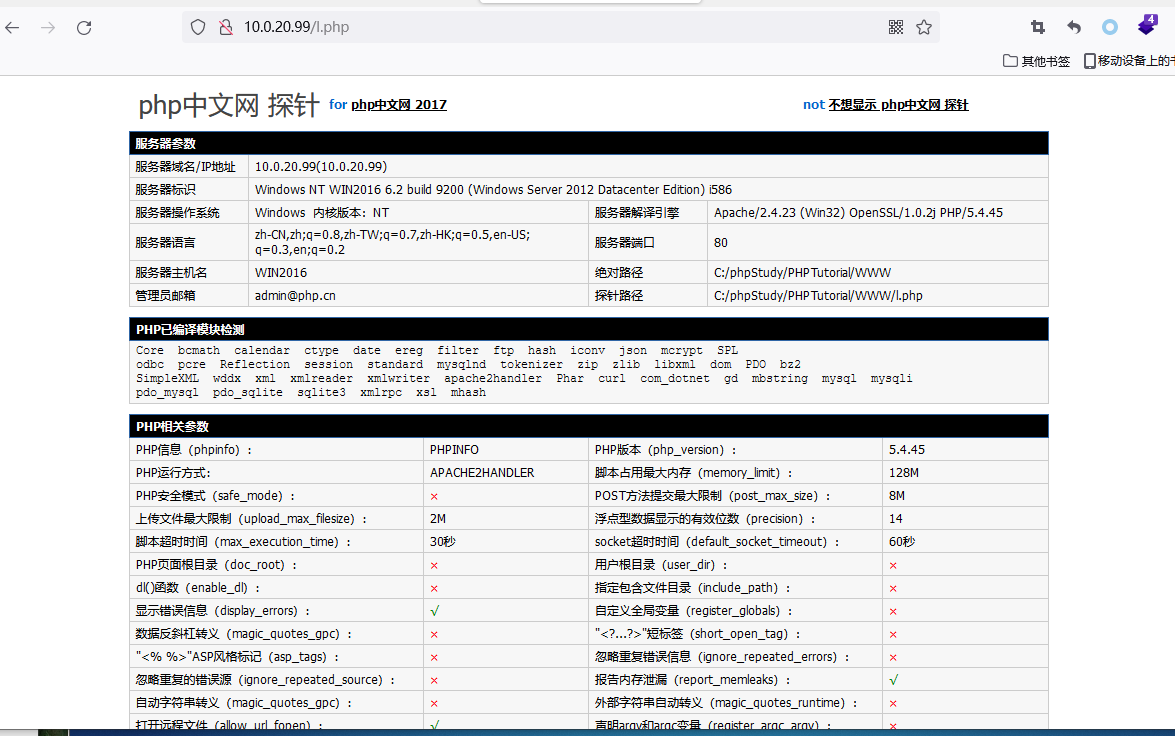 10.0.20.99/l.php
4
其他书签 移动设备上的书
php中文网 探针 for php中文网 2017 not 不想显示 php中文网 探针
服务器参数
服务器域名/IP地址 10.0.20.99(10.0.20.99)
服务器标识 Windows NT WIN2016 6.2 build 9200 (Windows Server 2012 Datacenter Edition) i586
服务器操作系统 Windows 内核版本：NT 服务器解译引擎 Apache/2.4.23 (Win32) OpenSSL/1.0.2j PHP/5.4.45
服务器语言 zh-CN,zh;q=0.8,zh-TW;q=0.7,zh-HK;q=0.5,en-US;
q=0.3,en;q=0.2 服务器端口 80
服务器主机名 WIN2016 绝对路径 C:/phpStudy/PHPTutorial/WWW
管理员邮箱 admin@php.cn 探针路径 C:/phpStudy/PHPTutorial/WWW/l.php
PHP已编译模块检测
Core bcmath calendar ctype date ereg filter ftp hash iconv json mcrypt SPL
odbc pcre Reflection session standard mysqlnd tokenizer zip zlib libxml dom PDO bz2
SimpleXML wddx xml xmlreader xmlwriter apache2handler Phar curl com_dotnet gd mbstring mysql mysqli
pdo_mysql pdo_sqlite sqlite3 xmlrpc xsl mhash
PHP相关参数
PHP信息（phpinfo）： PHPINFO PHP版本（php_version）： 5.4.45
PHP运行方式： APACHE2HANDLER 脚本占用最大内存（memory_limit）： 128M
PHP安全模式（safe_mode）： × POST方法提交最大限制（post_max_size）： 8M
上传文件最大限制（upload_max_filesize）： 2M 浮点型数据显示的有效位数（precision）： 14
脚本超时时间（max_execution_time）： 30秒 socket超时时间（default_socket_timeout）： 60秒
PHP页面根目录（doc_root）： × 用户根目录（user_dir）： ×
dl()函数（enable_dl）： × 指定包含文件目录（include_path）： ×
显示错误信息（display_errors）： √ 自定义全局变量（register_globals）： ×
数据反斜杠转义（magic_quotes_gpc）： × "<?...?>"短标签（short_open_tag）： ×
"<% %>"ASP风格标记（asp_tags）： × 忽略重复错误信息（ignore_repeated_errors）： ×
忽略重复的错误源（ignore_repeated_source）： × 报告内存泄漏（report_memleaks）： √
自动字符串转义（magic_quotes_gpc）： × 外部字符串自动转义（magic_quotes_runtime）： ×
打开远程文件（allow_url_fopen）： √ 声明argv和argc变量（register_argc_argv）： ×